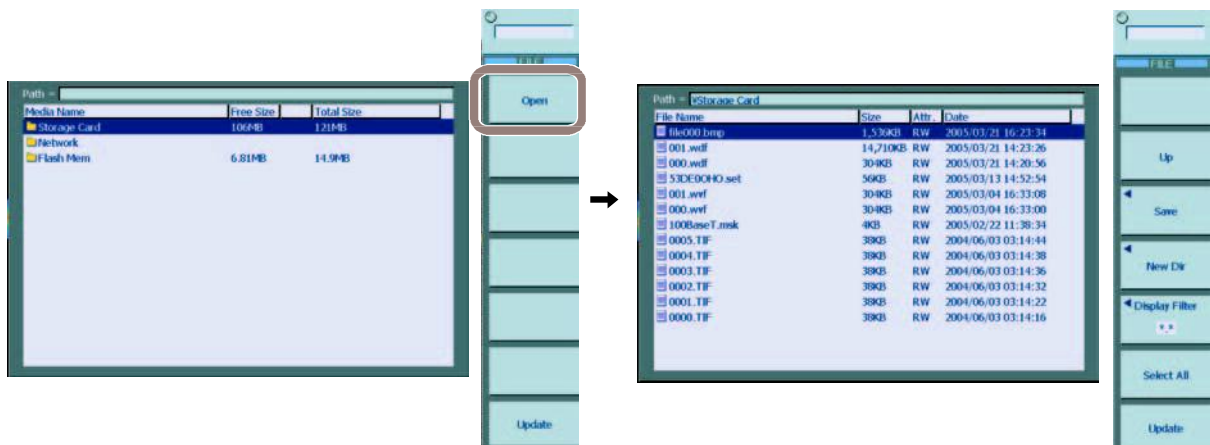 Path =
Media Name Free Size Total Size
Storage Card 106MB 121MB
Network
Flash Mem 6.81MB 14.9MB
FILE
Open
Update
Path = ¥Storage Card
File Name Size Attr. Date
file000.bmp 1,536KB RW 2005/03/21 16:23:34
001.wdf 14,710KB RW 2005/03/21 14:23:26
000.wdf 304KB RW 2005/03/21 14:20:56
53DE00HO.set 56KB RW 2005/03/13 14:52:54
001.wvf 304KB RW 2005/03/04 16:33:08
000.wvf 304KB RW 2005/03/04 16:33:00
100BaseT.msk 4KB RW 2005/02/22 11:38:34
0005.TIF 38KB RW 2004/06/03 03:14:44
0004.TIF 38KB RW 2004/06/03 03:14:38
0003.TIF 38KB RW 2004/06/03 03:14:36
0002.TIF 38KB RW 2004/06/03 03:14:32
0001.TIF 38KB RW 2004/06/03 03:14:22
0000.TIF 38KB RW 2004/06/03 03:14:16
FILE
Up
Save
New Dir
Display Filter
*.*
Select All
Update